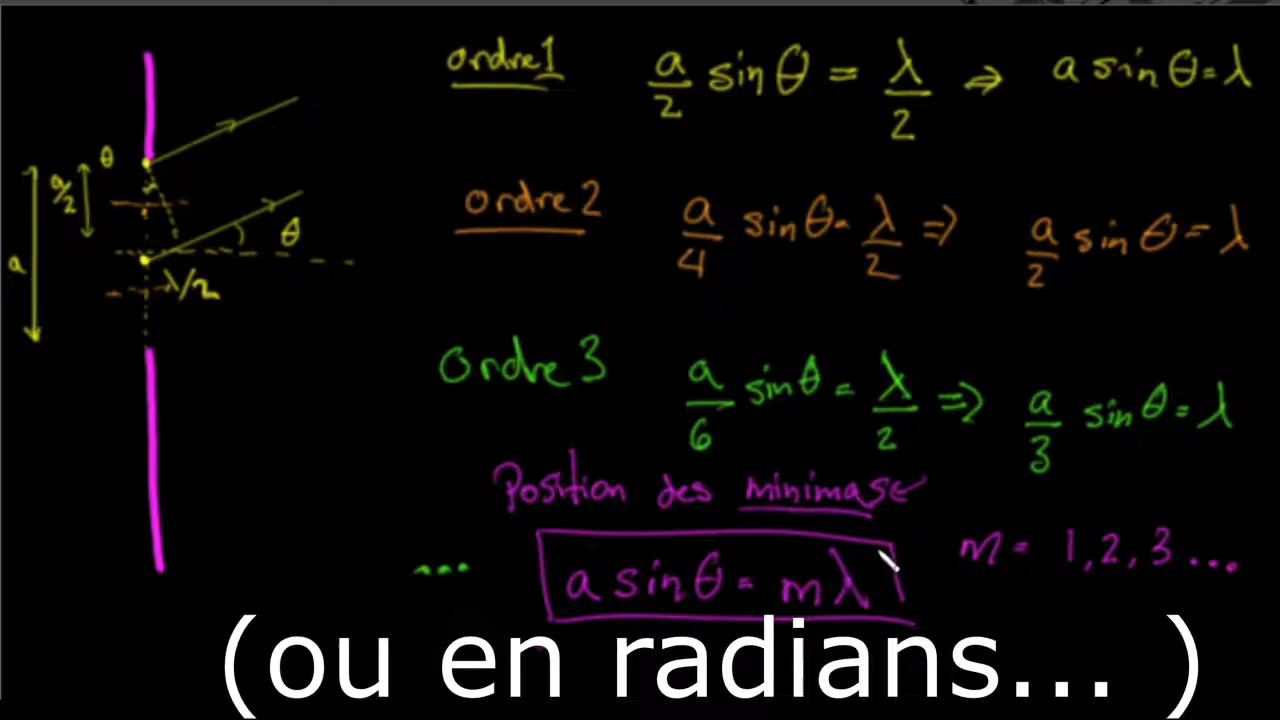 ordre 1 a/2 sin θ = λ/2 ⇒ a sin θ = λ
θ
a/2
ordre 2 a/4 sin θ = λ/2 ⇒ a/2 sin θ = λ
θ
a
λ/2
ordre 3 a/6 sin θ = λ/2 ⇒ a/3 sin θ = λ
Position des minimas
... a sin θ = m λ m = 1, 2, 3 ...
(ou en radians... )